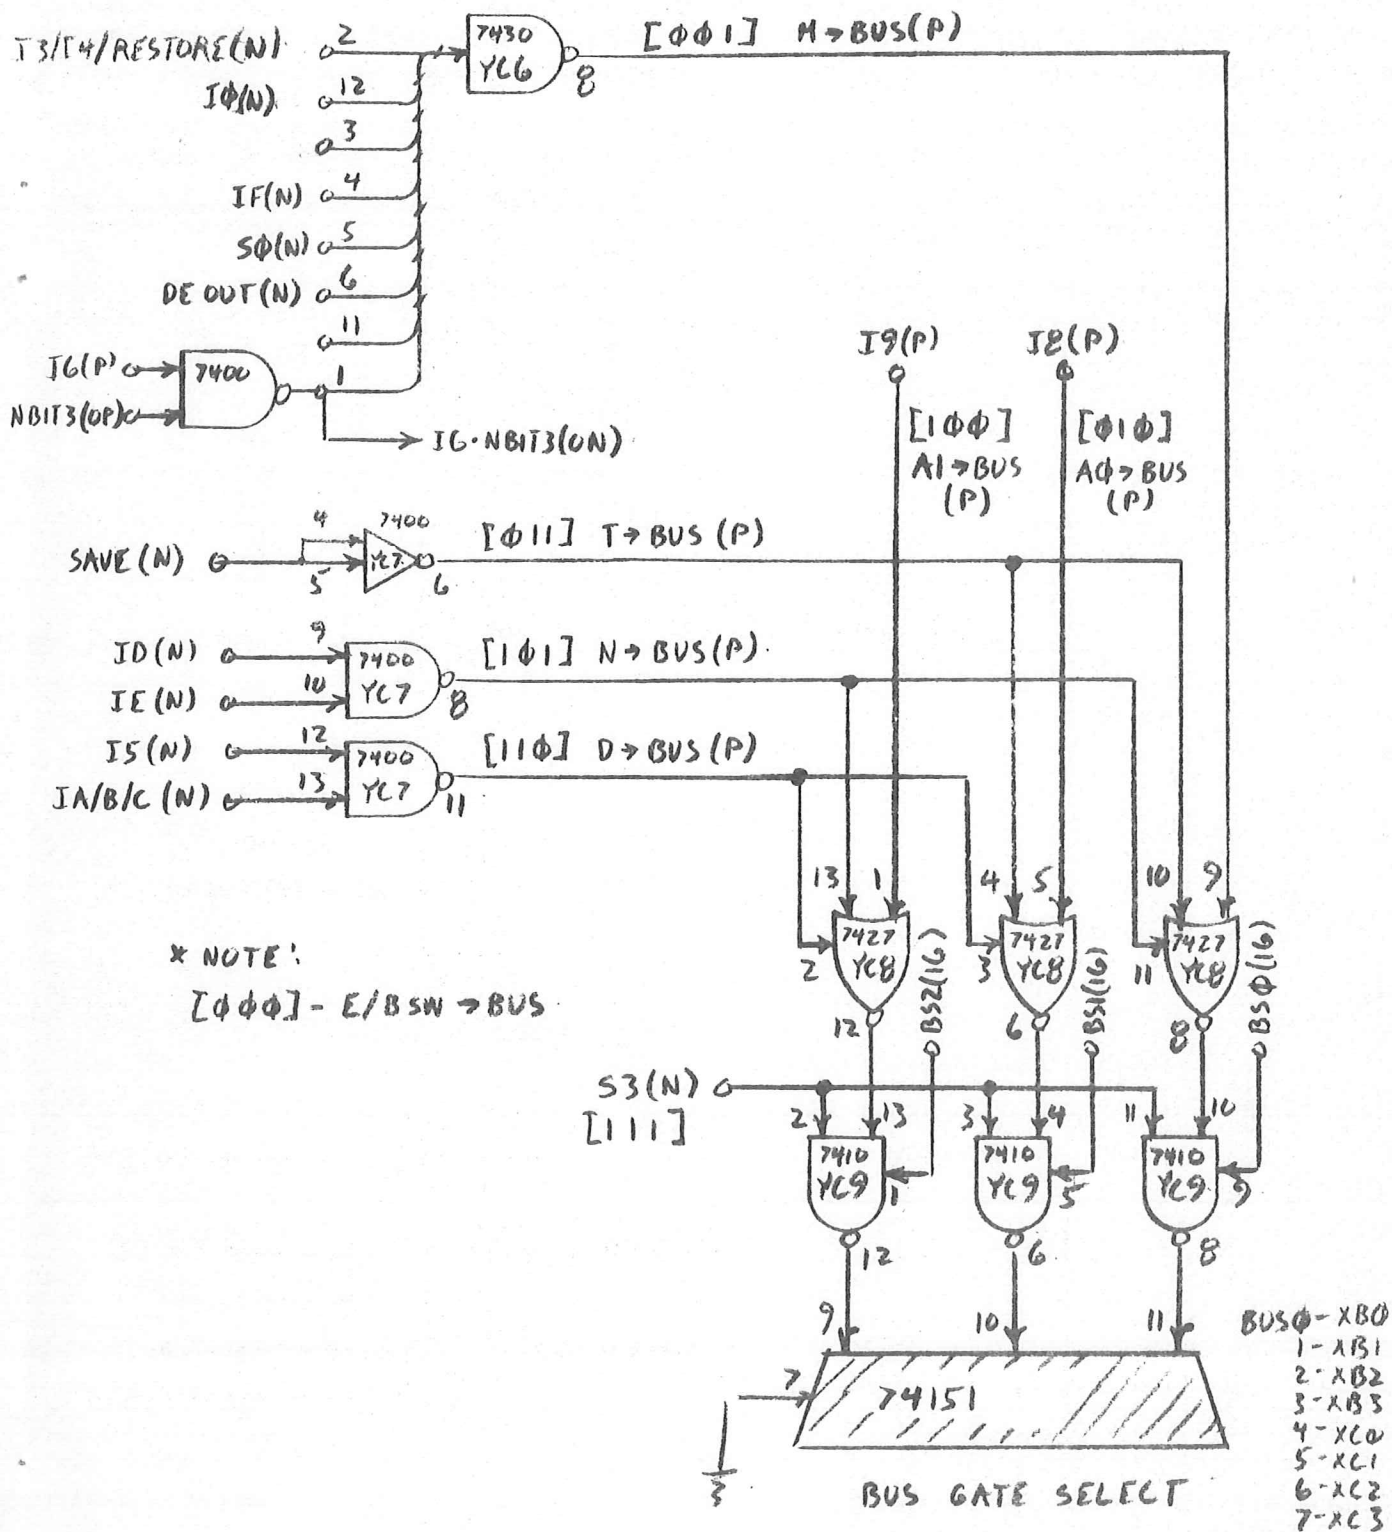 T3/T4/RESTORE(N) 2 7430 YC6 8 [φφ1] M→BUS(P)
Iφ(N) 12
3
IF(N) 4
Sφ(N) 5
DE OUT(N) 6
11
I6(P) 7400 1
NBIT3(OP)
I6·NBIT3(ON)
I9(P) I8(P)
[1φφ] [φ1φ]
A1→BUS Aφ→BUS
(P) (P)
SAVE(N) 4 5 7400 YC7 6 [φ11] T→BUS(P)
ID(N) 9 7400 [1φ1] N→BUS(P)
IE(N) 10 YC7 8
I5(N) 12 7400 [11φ] D→BUS(P)
IA/B/C(N) 13 YC7 11
13 1 4 5 10 9
2 7427 3 7427 11 7427
YC8 YC8 YC8
12 6 8
BS2(16) BS1(16) BSφ(16)
* NOTE:
[φφφ] - E/BSW → BUS
S3(N)
[111]
2 13 3 4 11 10
7410 7410 7410
YC9 1 YC9 5 YC9 9
12 6 8
9 10 11
7 74151
BUS GATE SELECT
BUSφ-XB0
1-XB1
2-XB2
3-XB3
4-XC0
5-XC1
6-XC2
7-XC3